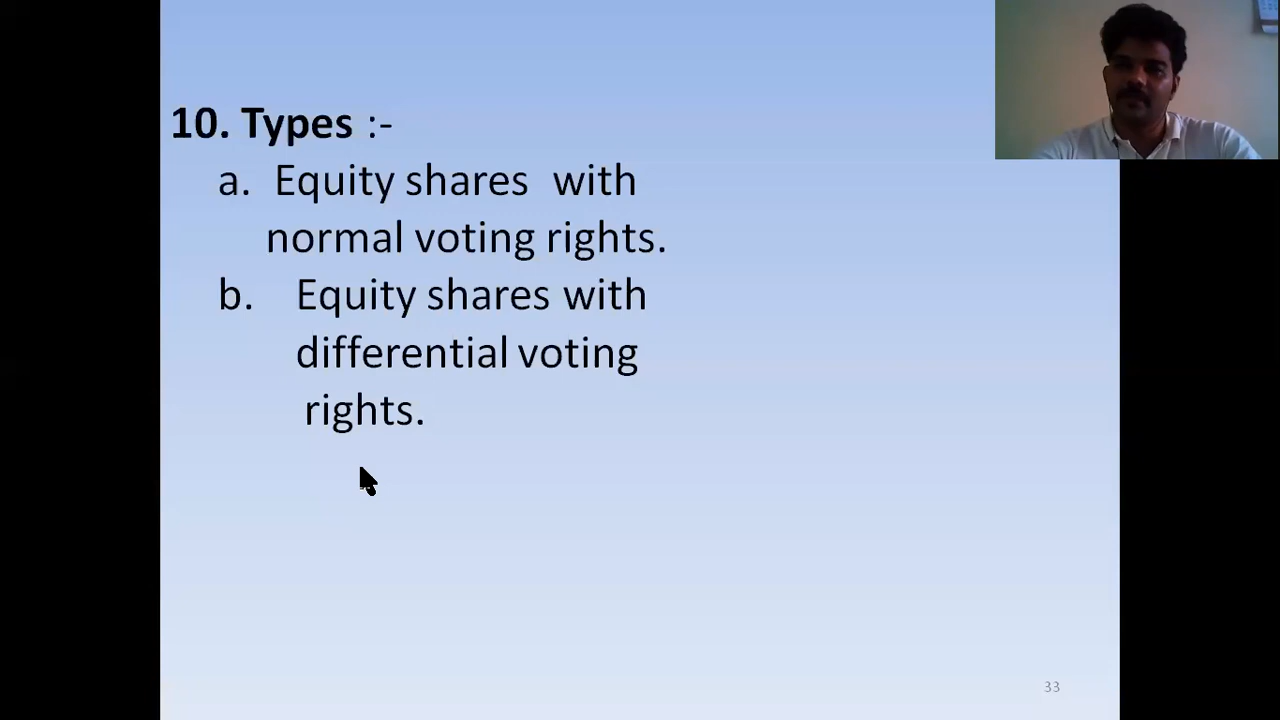 10. Types :-
a. Equity shares with
normal voting rights.
b. Equity shares with
differential voting
rights.
33